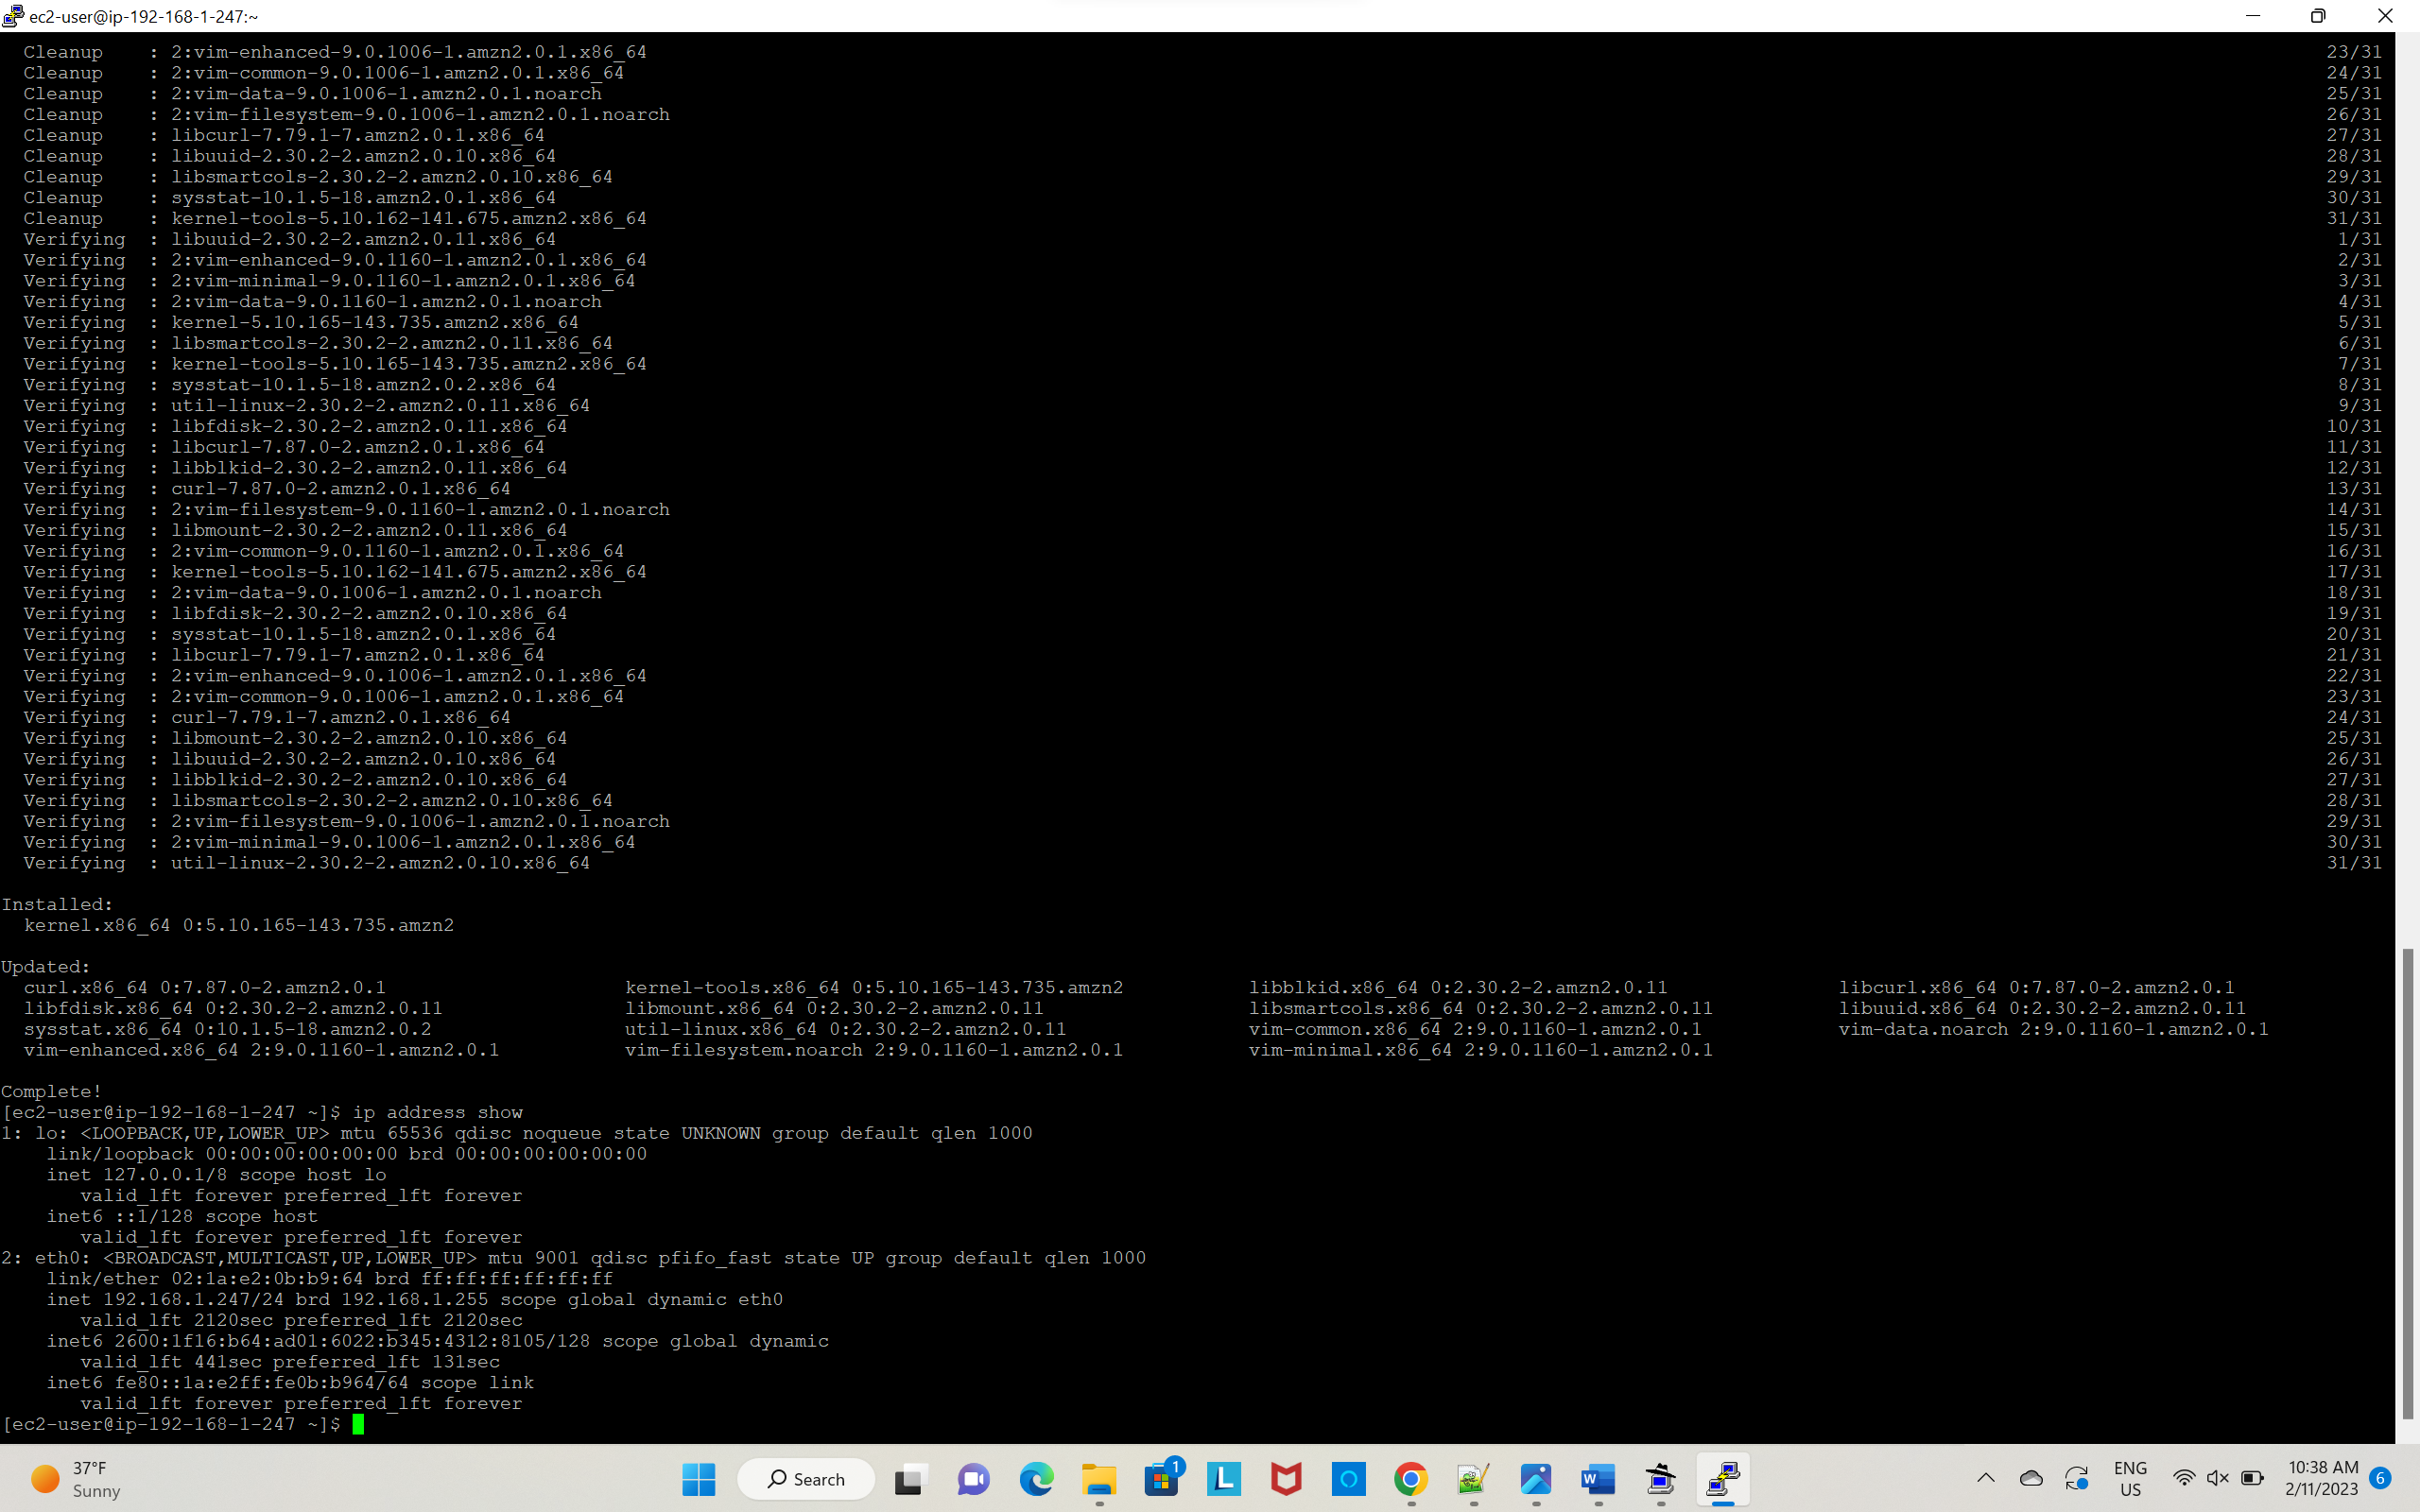 ec2-user@ip-192-168-1-247:~
Cleanup : 2:vim-enhanced-9.0.1006-1.amzn2.0.1.x86_64 23/31
Cleanup : 2:vim-common-9.0.1006-1.amzn2.0.1.x86_64 24/31
Cleanup : 2:vim-data-9.0.1006-1.amzn2.0.1.noarch 25/31
Cleanup : 2:vim-filesystem-9.0.1006-1.amzn2.0.1.noarch 26/31
Cleanup : libcurl-7.79.1-7.amzn2.0.1.x86_64 27/31
Cleanup : libuuid-2.30.2-2.amzn2.0.10.x86_64 28/31
Cleanup : libsmartcols-2.30.2-2.amzn2.0.10.x86_64 29/31
Cleanup : sysstat-10.1.5-18.amzn2.0.1.x86_64 30/31
Cleanup : kernel-tools-5.10.162-141.675.amzn2.x86_64 31/31
Verifying : libuuid-2.30.2-2.amzn2.0.11.x86_64 1/31
Verifying : 2:vim-enhanced-9.0.1160-1.amzn2.0.1.x86_64 2/31
Verifying : 2:vim-minimal-9.0.1160-1.amzn2.0.1.x86_64 3/31
Verifying : 2:vim-data-9.0.1160-1.amzn2.0.1.noarch 4/31
Verifying : kernel-5.10.165-143.735.amzn2.x86_64 5/31
Verifying : libsmartcols-2.30.2-2.amzn2.0.11.x86_64 6/31
Verifying : kernel-tools-5.10.165-143.735.amzn2.x86_64 7/31
Verifying : sysstat-10.1.5-18.amzn2.0.2.x86_64 8/31
Verifying : util-linux-2.30.2-2.amzn2.0.11.x86_64 9/31
Verifying : libfdisk-2.30.2-2.amzn2.0.11.x86_64 10/31
Verifying : libcurl-7.87.0-2.amzn2.0.1.x86_64 11/31
Verifying : libblkid-2.30.2-2.amzn2.0.11.x86_64 12/31
Verifying : curl-7.87.0-2.amzn2.0.1.x86_64 13/31
Verifying : 2:vim-filesystem-9.0.1160-1.amzn2.0.1.noarch 14/31
Verifying : libmount-2.30.2-2.amzn2.0.11.x86_64 15/31
Verifying : 2:vim-common-9.0.1160-1.amzn2.0.1.x86_64 16/31
Verifying : kernel-tools-5.10.162-141.675.amzn2.x86_64 17/31
Verifying : 2:vim-data-9.0.1006-1.amzn2.0.1.noarch 18/31
Verifying : libfdisk-2.30.2-2.amzn2.0.10.x86_64 19/31
Verifying : sysstat-10.1.5-18.amzn2.0.1.x86_64 20/31
Verifying : libcurl-7.79.1-7.amzn2.0.1.x86_64 21/31
Verifying : 2:vim-enhanced-9.0.1006-1.amzn2.0.1.x86_64 22/31
Verifying : 2:vim-common-9.0.1006-1.amzn2.0.1.x86_64 23/31
Verifying : curl-7.79.1-7.amzn2.0.1.x86_64 24/31
Verifying : libmount-2.30.2-2.amzn2.0.10.x86_64 25/31
Verifying : libuuid-2.30.2-2.amzn2.0.10.x86_64 26/31
Verifying : libblkid-2.30.2-2.amzn2.0.10.x86_64 27/31
Verifying : libsmartcols-2.30.2-2.amzn2.0.10.x86_64 28/31
Verifying : 2:vim-filesystem-9.0.1006-1.amzn2.0.1.noarch 29/31
Verifying : 2:vim-minimal-9.0.1006-1.amzn2.0.1.x86_64 30/31
Verifying : util-linux-2.30.2-2.amzn2.0.10.x86_64 31/31
Installed:
kernel.x86_64 0:5.10.165-143.735.amzn2
Updated:
curl.x86_64 0:7.87.0-2.amzn2.0.1 kernel-tools.x86_64 0:5.10.165-143.735.amzn2 libblkid.x86_64 0:2.30.2-2.amzn2.0.11 libcurl.x86_64 0:7.87.0-2.amzn2.0.1
libfdisk.x86_64 0:2.30.2-2.amzn2.0.11 libmount.x86_64 0:2.30.2-2.amzn2.0.11 libsmartcols.x86_64 0:2.30.2-2.amzn2.0.11 libuuid.x86_64 0:2.30.2-2.amzn2.0.11
sysstat.x86_64 0:10.1.5-18.amzn2.0.2 util-linux.x86_64 0:2.30.2-2.amzn2.0.11 vim-common.x86_64 2:9.0.1160-1.amzn2.0.1 vim-data.noarch 2:9.0.1160-1.amzn2.0.1
vim-enhanced.x86_64 2:9.0.1160-1.amzn2.0.1 vim-filesystem.noarch 2:9.0.1160-1.amzn2.0.1 vim-minimal.x86_64 2:9.0.1160-1.amzn2.0.1
Complete!
[ec2-user@ip-192-168-1-247 ~]$ ip address show
1: lo: <LOOPBACK,UP,LOWER_UP> mtu 65536 qdisc noqueue state UNKNOWN group default qlen 1000
link/loopback 00:00:00:00:00:00 brd 00:00:00:00:00:00
inet 127.0.0.1/8 scope host lo
valid_lft forever preferred_lft forever
inet6 ::1/128 scope host
valid_lft forever preferred_lft forever
2: eth0: <BROADCAST,MULTICAST,UP,LOWER_UP> mtu 9001 qdisc pfifo_fast state UP group default qlen 1000
link/ether 02:1a:e2:0b:b9:64 brd ff:ff:ff:ff:ff:ff
inet 192.168.1.247/24 brd 192.168.1.255 scope global dynamic eth0
valid_lft 2120sec preferred_lft 2120sec
inet6 2600:1f16:b64:ad01:6022:b345:4312:8105/128 scope global dynamic
valid_lft 441sec preferred_lft 131sec
inet6 fe80::1a:e2ff:fe0b:b964/64 scope link
valid_lft forever preferred_lft forever
[ec2-user@ip-192-168-1-247 ~]$
37°F
Sunny
Search
1
L
W
ENG
US
10:38 AM
2/11/2023
6